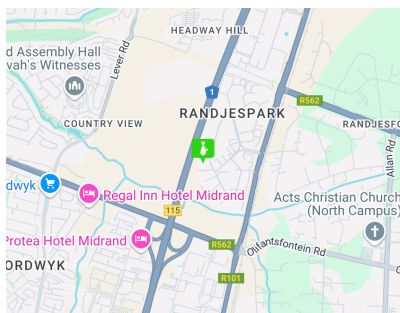 HEADWAY HILL
d Assembly Hall
vah's Witnesses
Lever Rd
1
R562
RANDJESPARK
COUNTRY VIEW
RANDJESFO
Allan Rd
dwyk
Regal Inn Hotel Midrand
Acts Christian Church
(North Campus)
115
Protea Hotel Midrand
R562
Olifantsfontein Rd
ORDWYK
R101